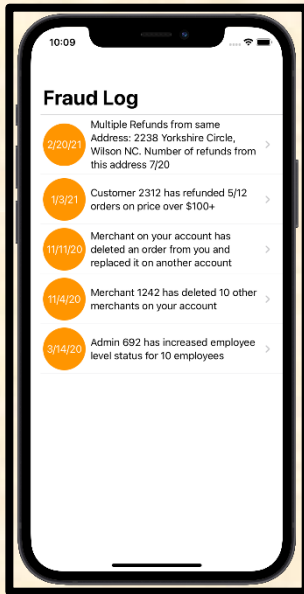 10:09
Fraud Log
2/20/21
Multiple Refunds from same
Address: 2238 Yorkshire Circle,
Wilson NC. Number of refunds from
this address 7/20
1/3/21
Customer 2312 has refunded 5/12
orders on price over $100+
11/11/20
Merchant on your account has
deleted an order from you and
replaced it on another account
11/4/20
Merchant 1242 has deleted 10 other
merchants on your account
3/14/20
Admin 692 has increased employee
level status for 10 employees